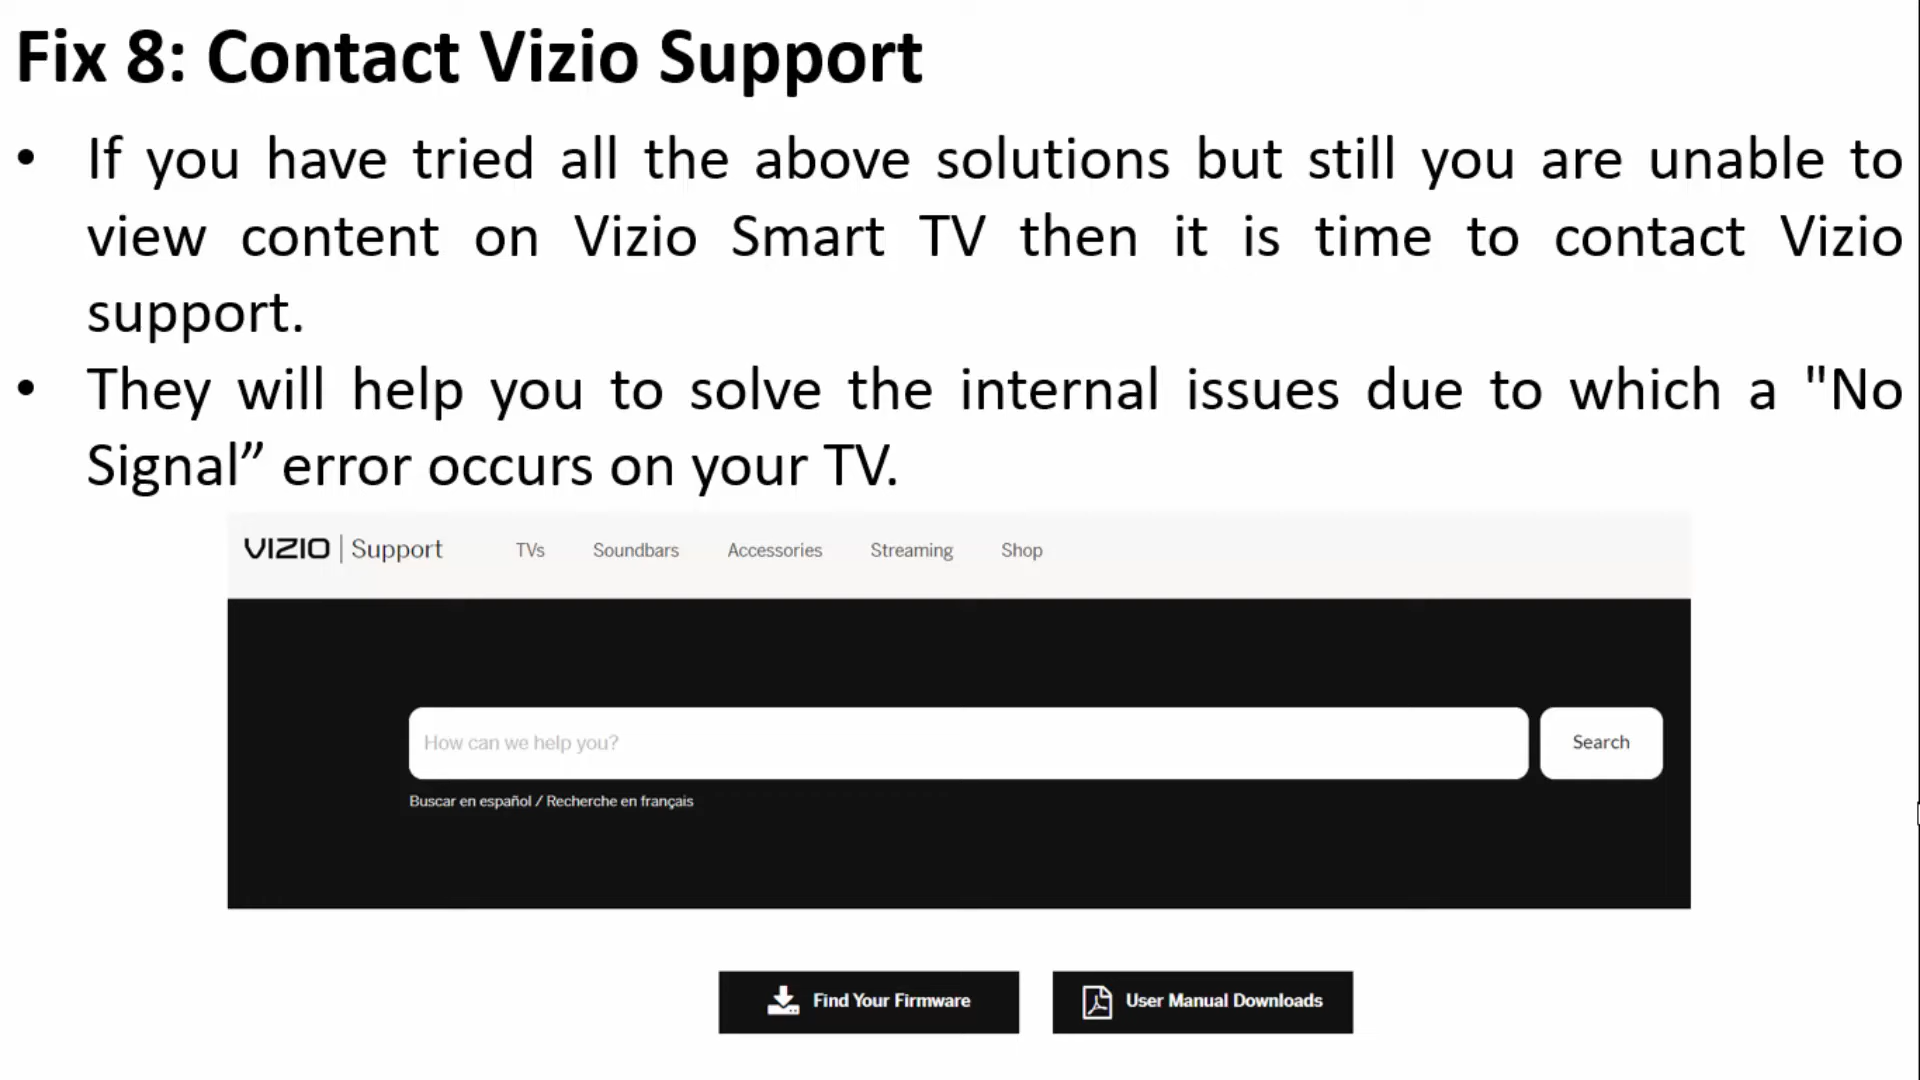 Fix 8: Contact Vizio Support
• If you have tried all the above solutions but still you are unable to
view content on Vizio Smart TV then it is time to contact Vizio
support.
• They will help you to solve the internal issues due to which a "No
Signal” error occurs on your TV.
VIZIO | Support TVs Soundbars Accessories Streaming Shop
How can we help you? Search
Buscar en español / Recherche en français
Find Your Firmware User Manual Downloads